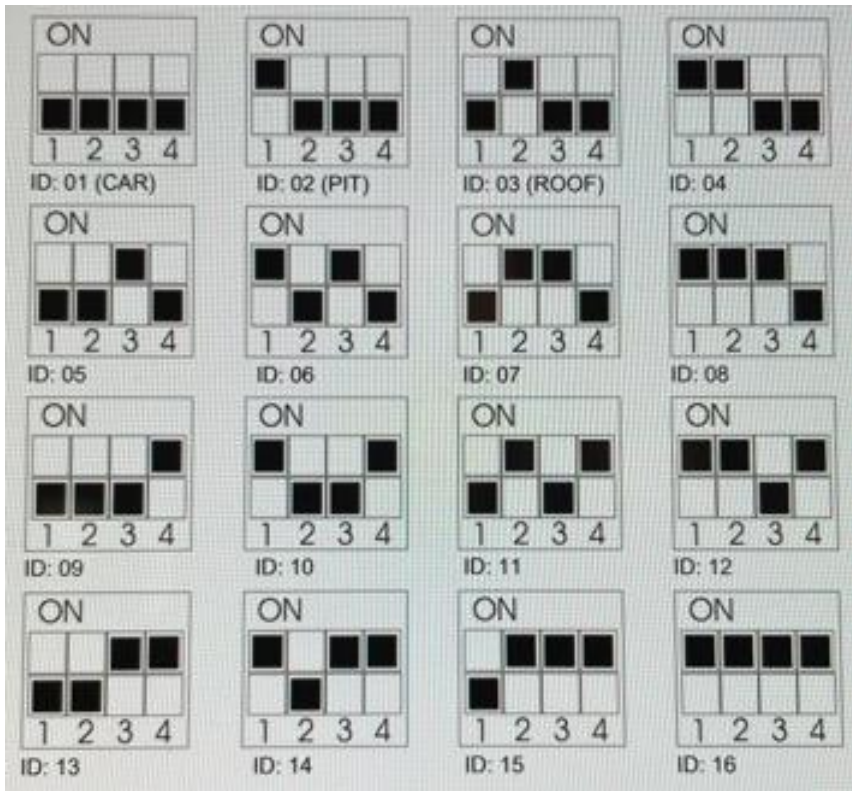 ON ON ON ON
1 2 3 4 1 2 3 4 1 2 3 4 1 2 3 4
ID: 01 (CAR) ID: 02 (PIT) ID: 03 (ROOF) ID: 04
ON ON ON ON
1 2 3 4 1 2 3 4 1 2 3 4 1 2 3 4
ID: 05 ID: 06 ID: 07 ID: 08
ON ON ON ON
1 2 3 4 1 2 3 4 1 2 3 4 1 2 3 4
ID: 09 ID: 10 ID: 11 ID: 12
ON ON ON ON
1 2 3 4 1 2 3 4 1 2 3 4 1 2 3 4
ID: 13 ID: 14 ID: 15 ID: 16